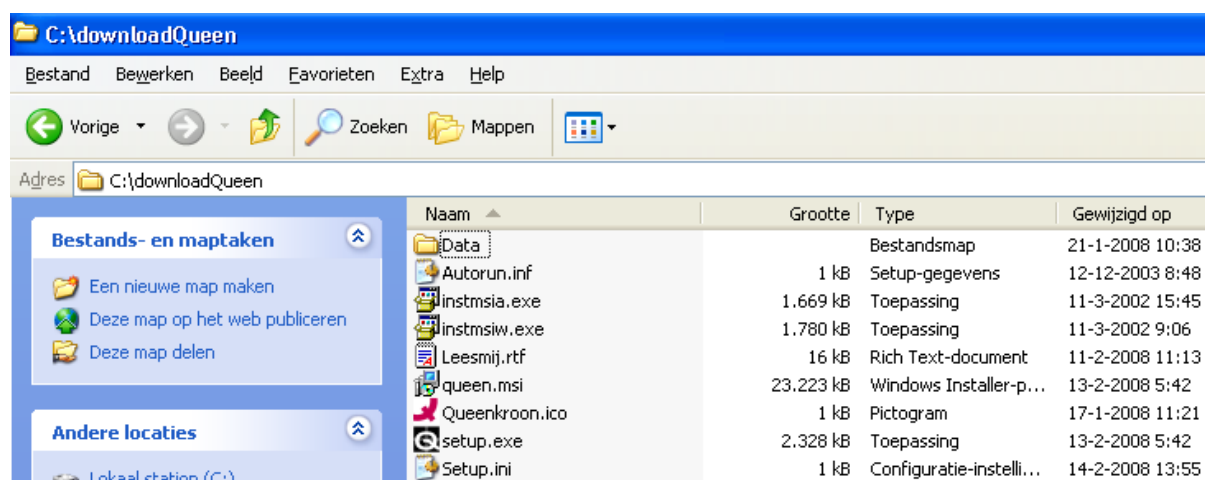 C:\downloadQueen
Bestand Bewerken Beeld Favorieten Extra Help
Vorige Zoeken Mappen
Adres C:\downloadQueen
Bestands- en maptaken
Een nieuwe map maken
Deze map op het web publiceren
Deze map delen
Andere locaties
Lokaal station (C:)
Naam Grootte Type Gewijzigd op
Data Bestandsmap 21-1-2008 10:38
Autorun.inf 1 kB Setup-gegevens 12-12-2003 8:48
instmsia.exe 1.669 kB Toepassing 11-3-2002 15:45
instmsiw.exe 1.780 kB Toepassing 11-3-2002 9:06
Leesmij.rtf 16 kB Rich Text-document 11-2-2008 11:13
queen.msi 23.223 kB Windows Installer-p... 13-2-2008 5:42
Queenkroon.ico 1 kB Pictogram 17-1-2008 11:21
setup.exe 2.328 kB Toepassing 13-2-2008 5:42
Setup.ini 1 kB Configuratie-instelli... 14-2-2008 13:55